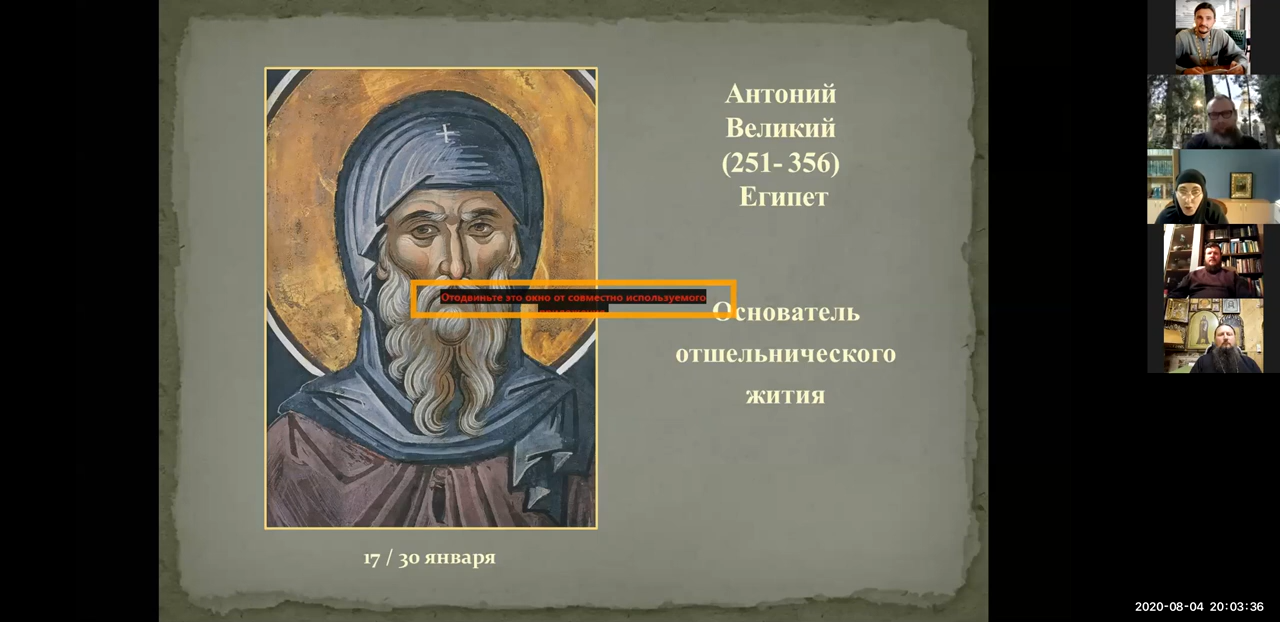 Антоний
Великий
(251- 356)
Египет
Отодвиньте это окно от совместно используемого
Основатель
отшельнического
жития
17 / 30 января
2020-08-04 20:03:36